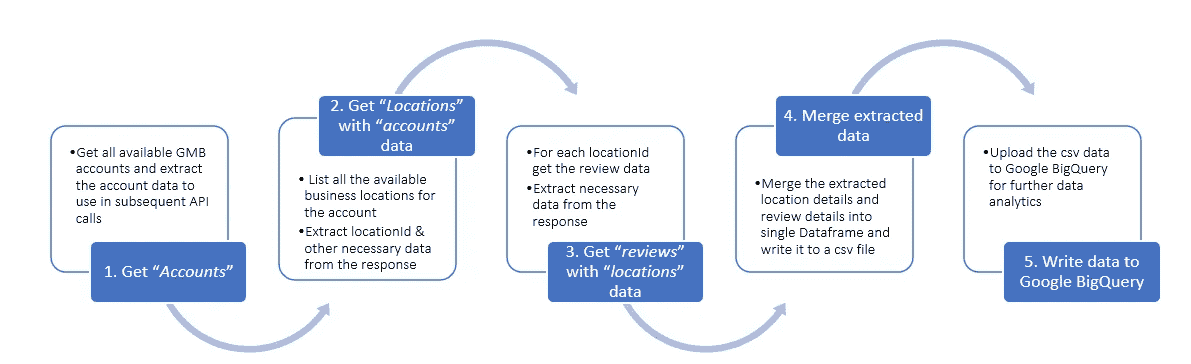 •Get all available GMB
accounts and extract
the account data to
use in subsequent API
calls
1. Get “Accounts”
2. Get “Locations”
with “accounts”
data
• List all the available
business locations for
the account
•Extract locationId &
other necessary data
from the response
•For each locationId
get the review data
•Extract necessary
data from the
response
3. Get “reviews”
with “locations”
data
4. Merge extracted
data
•Merge the extracted
location details and
review details into
single Dataframe and
write it to a csv file
•Upload the csv data
to Google BigQuery
for further data
analytics
5. Write data to
Google BigQuery